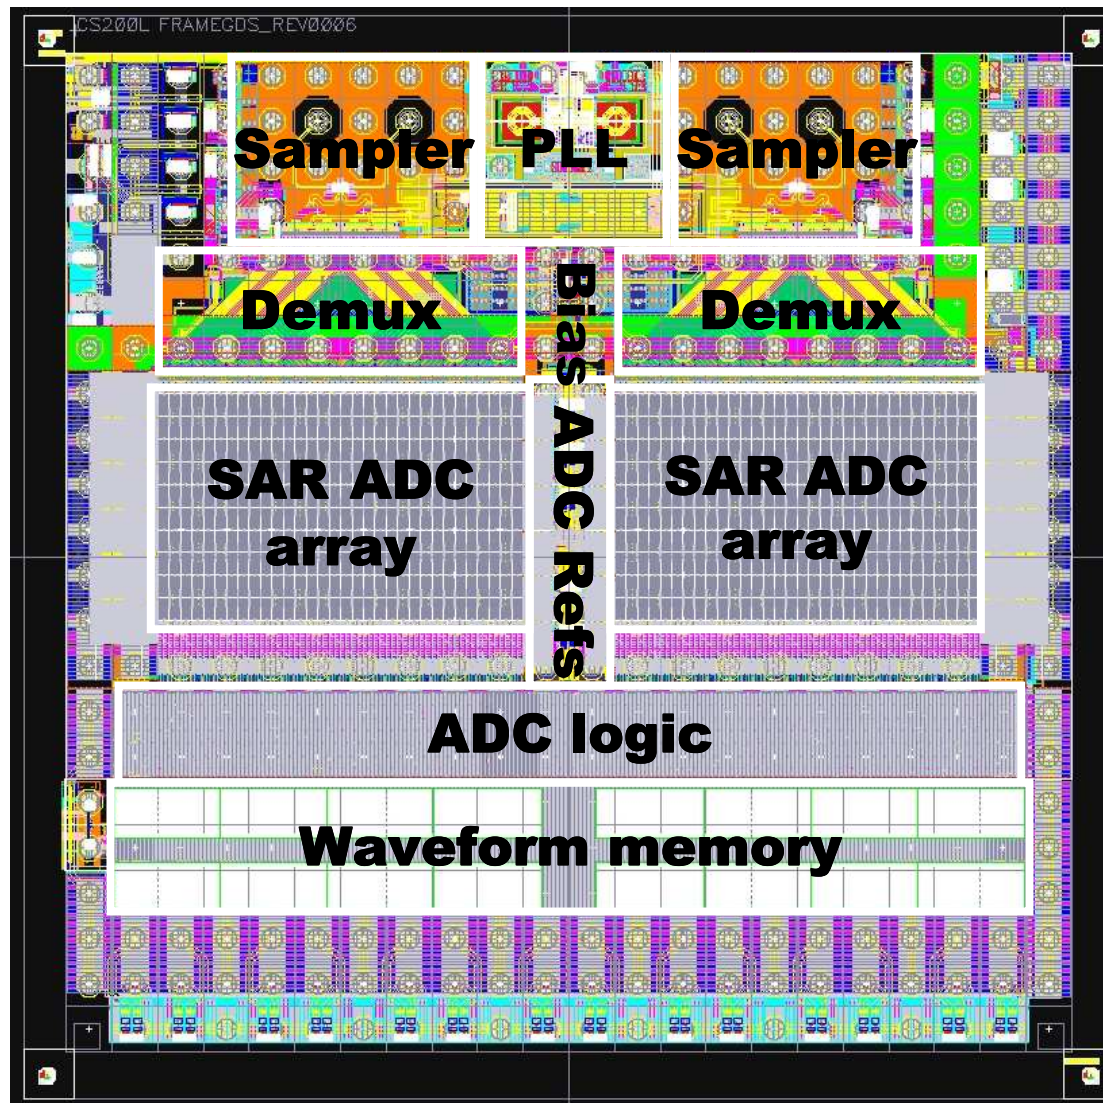 CS200L FRAMEGDS_REV0006
Sampler
PLL
Sampler
Demux
Bias ADC Refs
Demux
SAR ADC
array
SAR ADC
array
ADC logic
Waveform memory